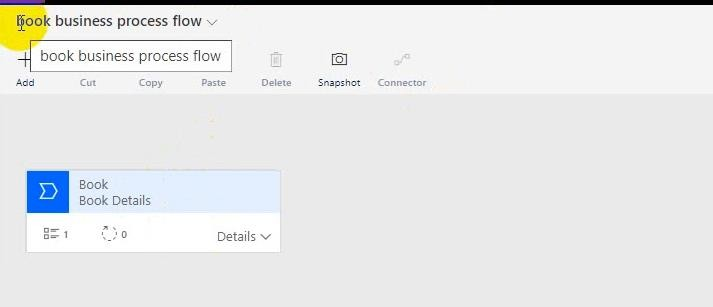 book business process flow
book business process flow
Add Cut Copy Paste Delete Snapshot Connector
Book
Book Details
1 0 Details